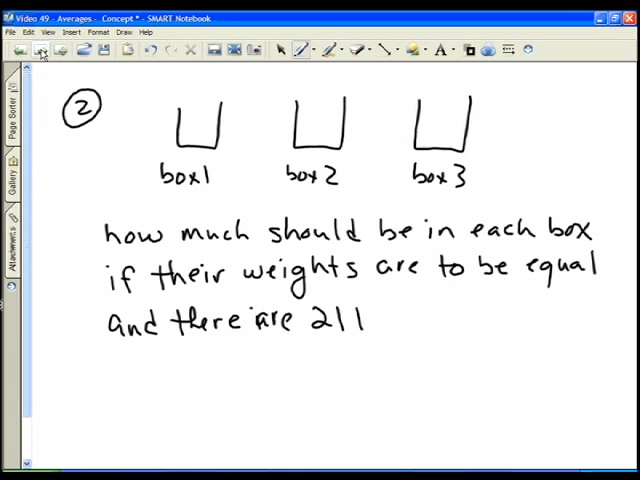 Video 49 - Averages - Concept * - SMART Notebook
File Edit View Insert Format Draw Help
Page Sorter
Gallery
Attachments
2
box1 box 2 box 3
how much should be in each box
if their weights are to be equal
and there are 211